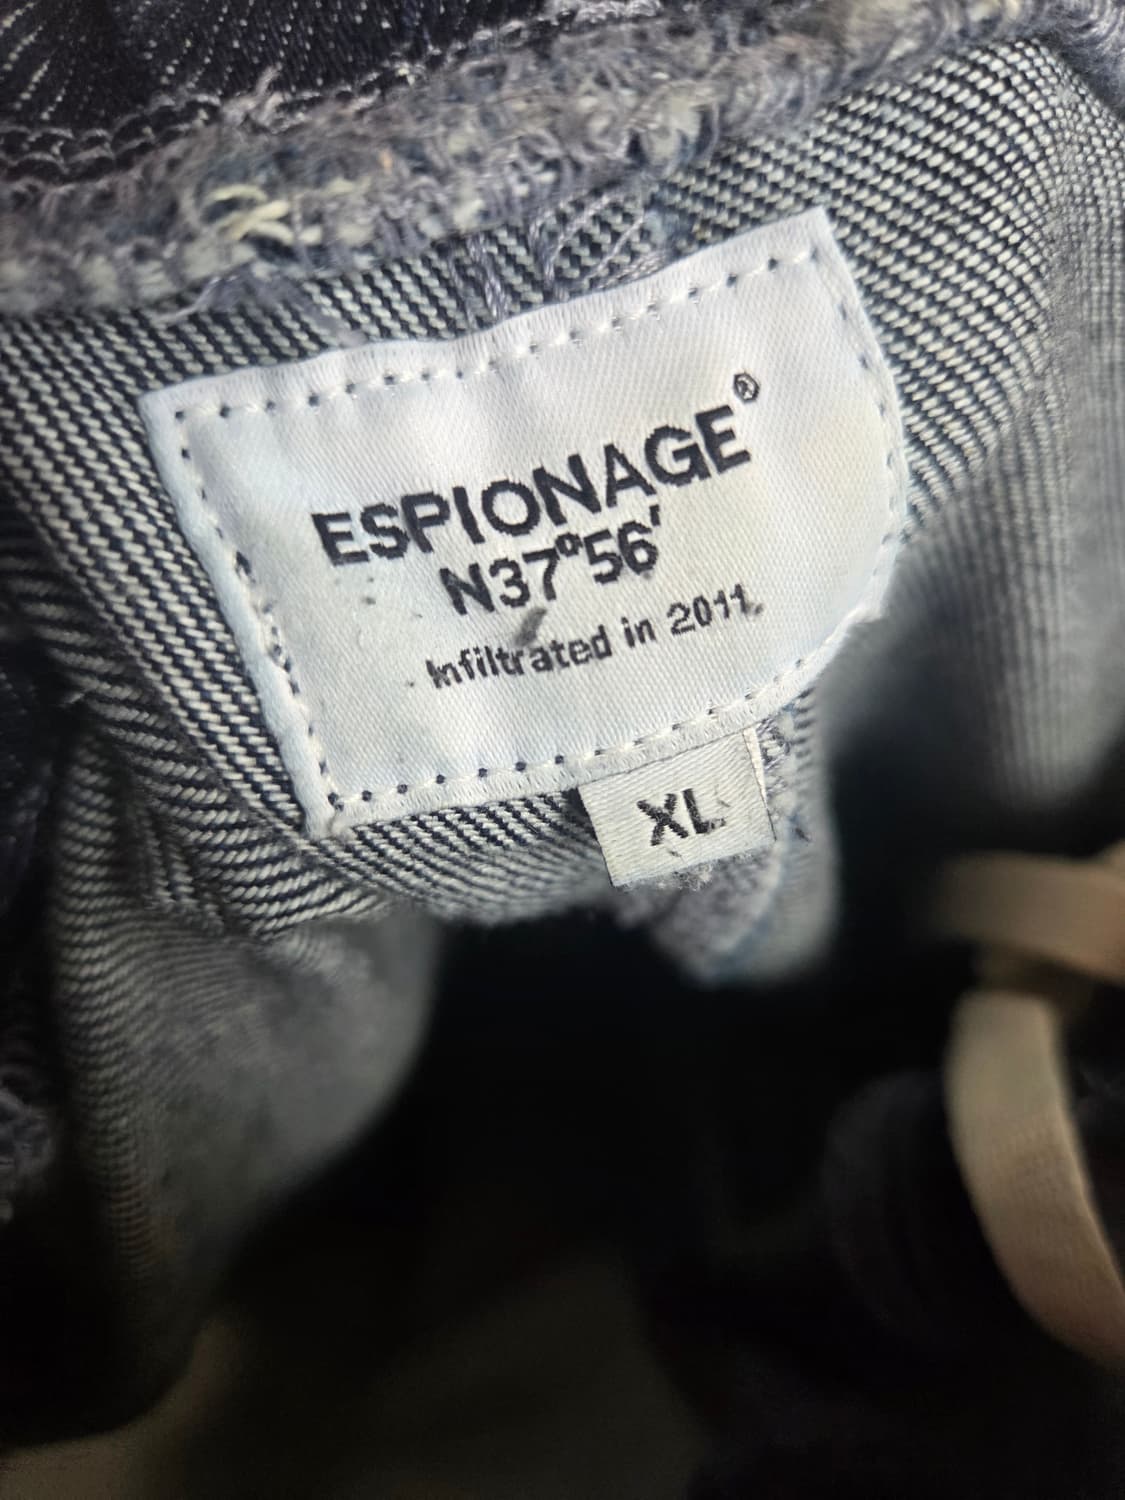 ESPIONAGE®
N37°56'
Infiltrated in 2011.
XL